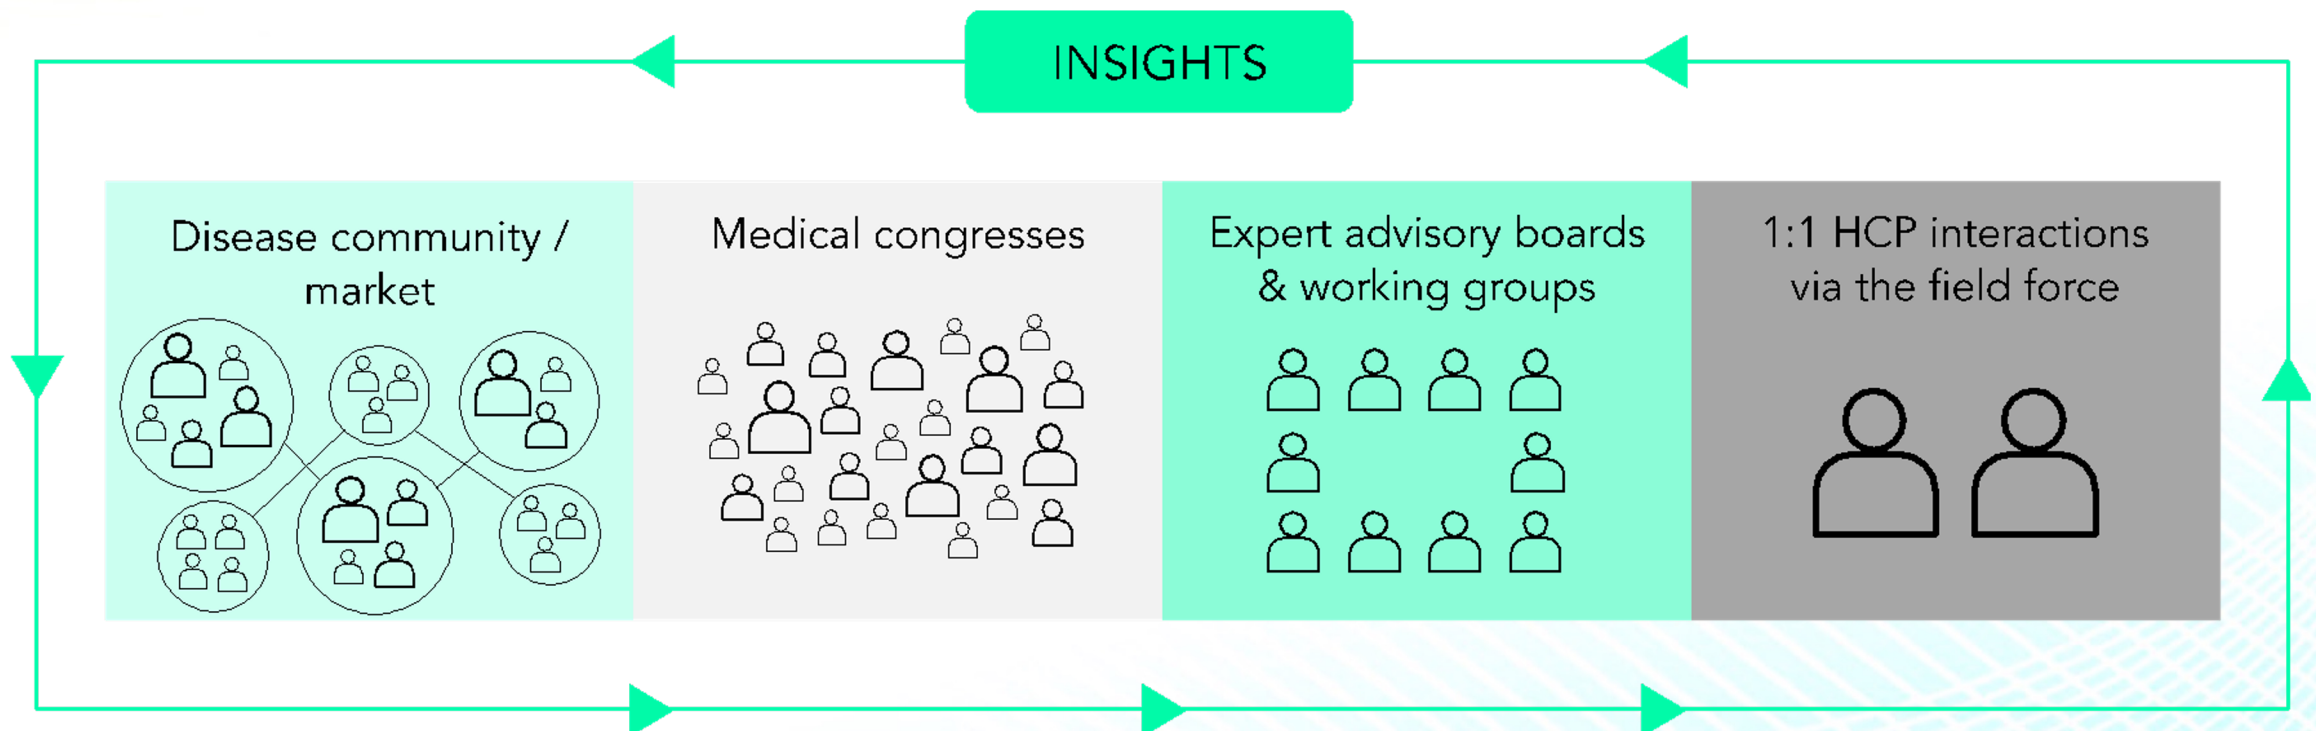 INSIGHTS
Disease community /
market
Medical congresses
Expert advisory boards
& working groups
1:1 HCP interactions
via the field force